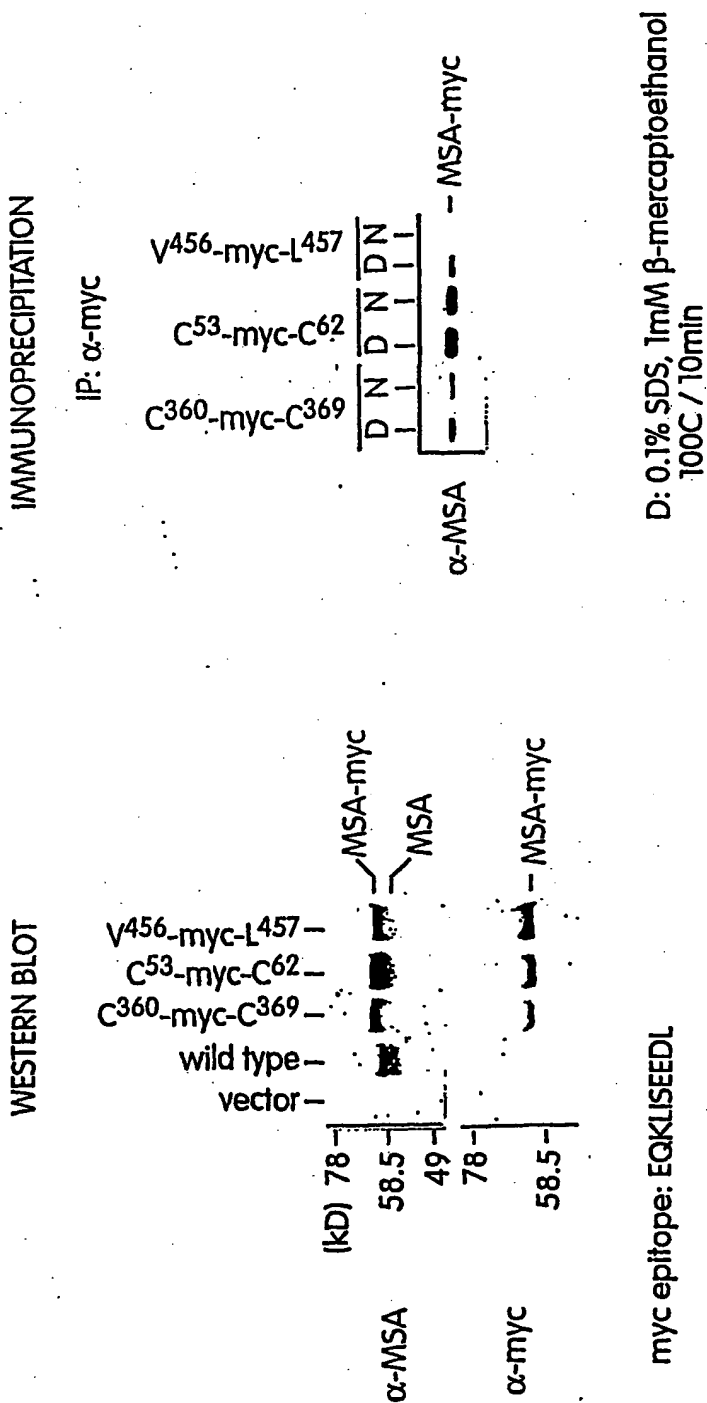 WESTERN BLOT
V456-myc-L457
C53-myc-C62
C360-myc-C369
wild type
vector
(kD)
78
58.5
49
α-MSA
MSA-myc
MSA
78
58.5
α-myc
MSA-myc
myc epitope: EQKLISEEDL
IMMUNOPRECIPITATION
IP: α-myc
V456-myc-L457
C53-myc-C62
C360-myc-C369
D N D N D N
α-MSA
MSA-myc
D: 0.1% SDS, 1mM β-mercaptoethanol
100C / 10min